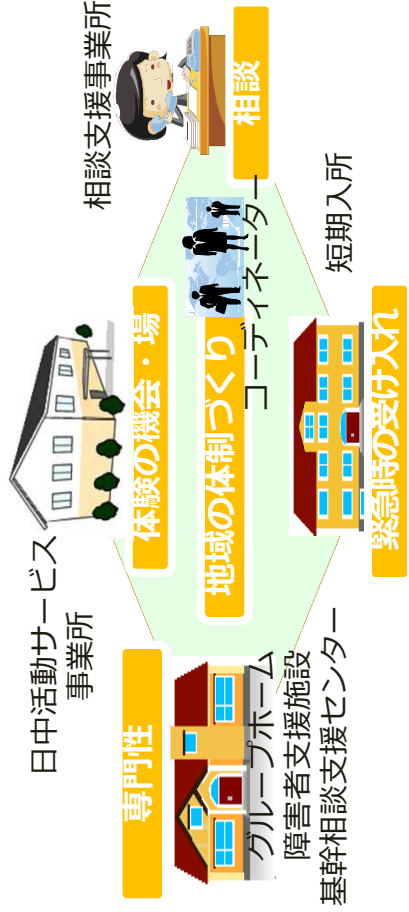 日中活動サービス
事業所
体験の機会・場
相談支援事業所
相談
専門性
グループホーム
障害者支援施設
基幹相談支援センター
地域の体制づくり
コーディネーター
緊急時の受け入れ
短期入所